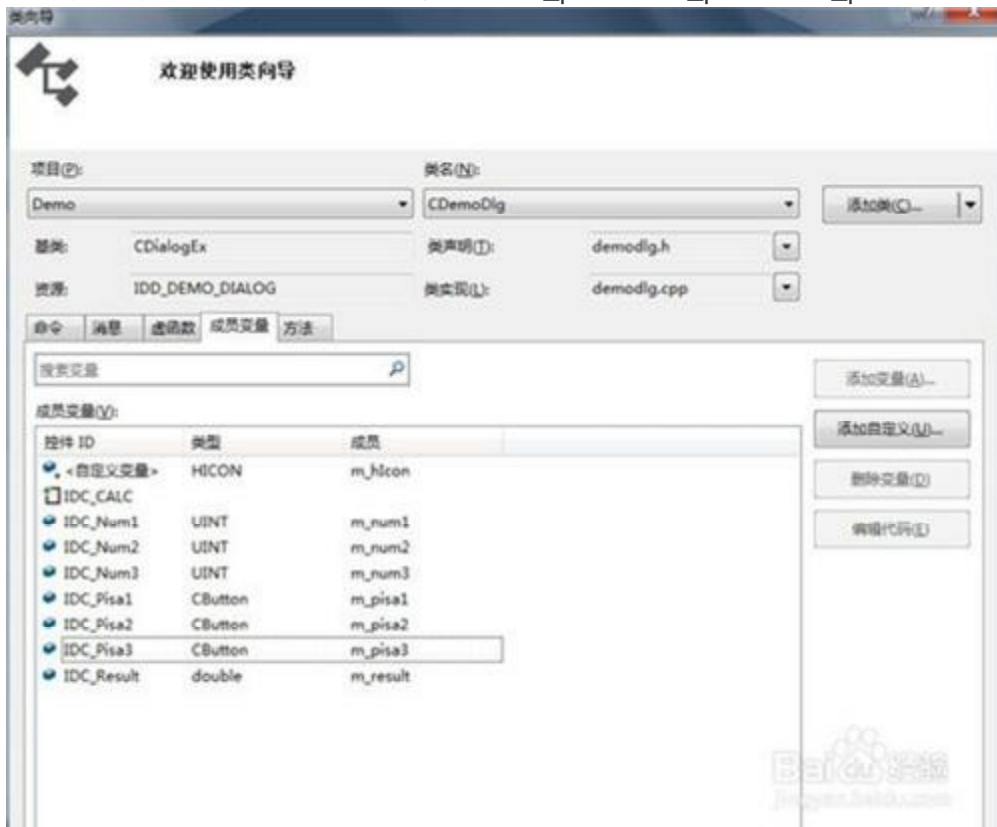 类向导
欢迎使用类向导
项目(P):
类名(N):
Demo
CDemoDlg
添加类(C)...
基类:
CDialogEx
类声明(T):
demodlg.h
资源:
IDD_DEMO_DIALOG
类实现(L):
demodlg.cpp
命令 消息 虚函数 成员变量 方法
搜索变量
添加变量(A)...
成员变量(V):
添加自定义(U)...
控件 ID 类型 成员
<自定义变量> HICON m_hIcon
删除变量(D)
IDC_CALC
IDC_Num1 UINT m_num1
编辑代码(E)
IDC_Num2 UINT m_num2
IDC_Num3 UINT m_num3
IDC_Pisa1 CButton m_pisa1
IDC_Pisa2 CButton m_pisa2
IDC_Pisa3 CButton m_pisa3
IDC_Result double m_result
Baidu 经验
jingyan.baidu.com